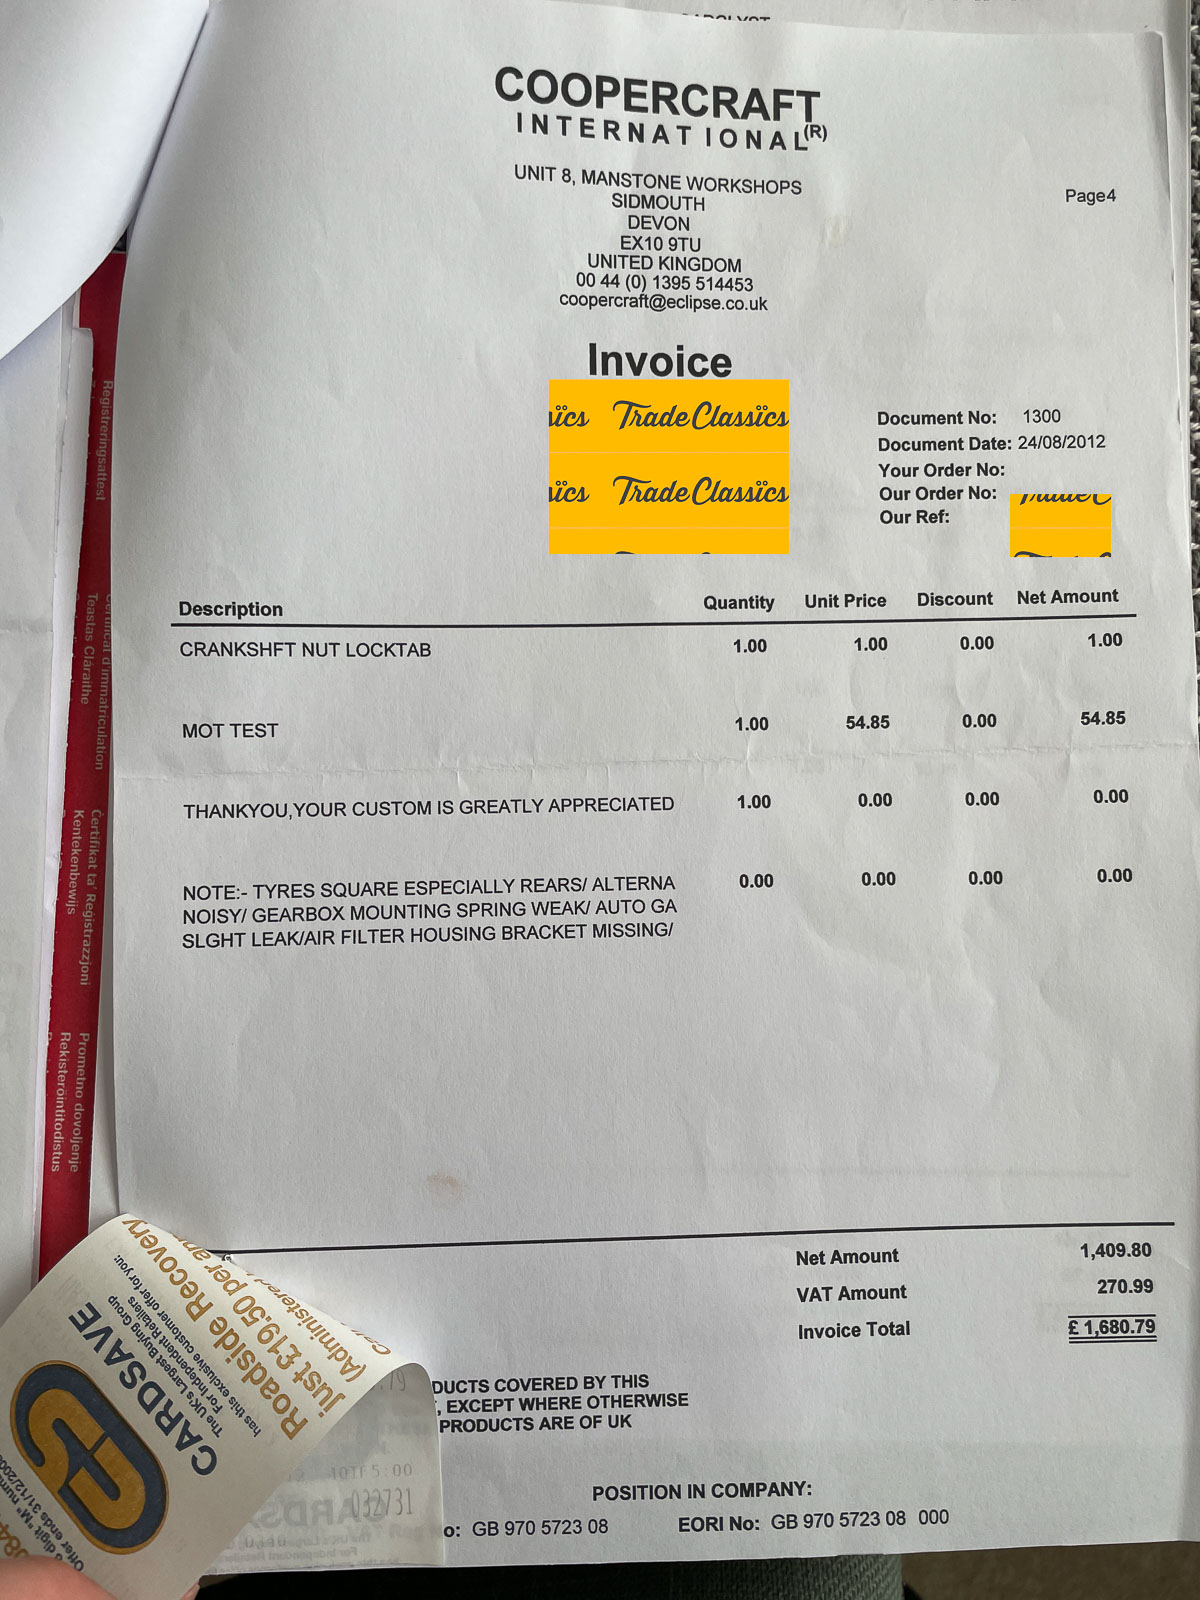 COOPERCRAFT
INTERNATIONAL(R)
UNIT 8, MANSTONE WORKSHOPS
SIDMOUTH
DEVON
EX10 9TU
UNITED KINGDOM
00 44 (0) 1395 514453
coopercraft@eclipse.co.uk
Page4
Invoice
ics Trade Classics
ics Trade Classics
Document No: 1300
Document Date: 24/08/2012
Your Order No:
Our Order No:
Our Ref:
Description Quantity Unit Price Discount Net Amount
CRANKSHFT NUT LOCKTAB 1.00 1.00 0.00 1.00
MOT TEST 1.00 54.85 0.00 54.85
THANKYOU,YOUR CUSTOM IS GREATLY APPRECIATED 1.00 0.00 0.00 0.00
NOTE:- TYRES SQUARE ESPECIALLY REARS/ ALTERNA 0.00 0.00 0.00 0.00
NOISY/ GEARBOX MOUNTING SPRING WEAK/ AUTO GA
SLGHT LEAK/AIR FILTER HOUSING BRACKET MISSING/
Net Amount 1,409.80
VAT Amount 270.99
Invoice Total £ 1,680.79
DUCTS COVERED BY THIS
, EXCEPT WHERE OTHERWISE
PRODUCTS ARE OF UK
POSITION IN COMPANY:
o: GB 970 5723 08 EORI No: GB 970 5723 08 000
Registreringsattest
Certificat d'immatriculation
Teastas Cláraithe
Ċertifikat ta' Reġistrazzjoni
Kentekenbewijs
Prometno dovoljenje
Rekisteröintitodistus
CARDSAVE
The UK's Largest Buying Group
For Independent Retailers
has this exclusive customer offer for you:
Roadside Recovery
just £19.50 per an
(Administered
032731